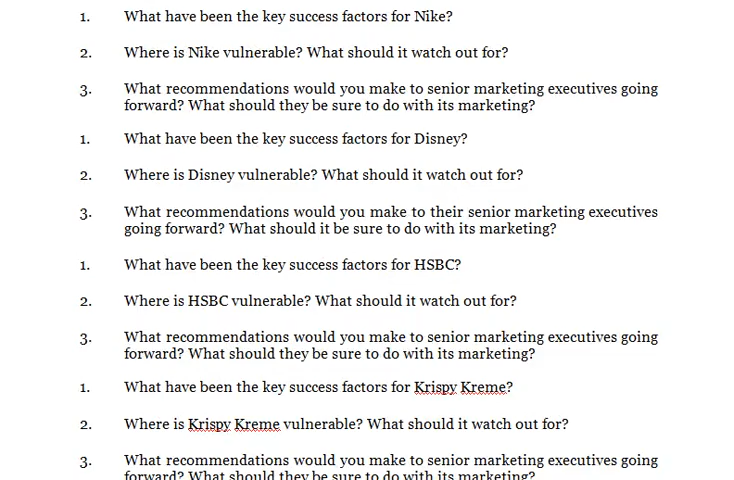 1. What have been the key success factors for Nike?
2. Where is Nike vulnerable? What should it watch out for?
3. What recommendations would you make to senior marketing executives going
forward? What should they be sure to do with its marketing?
1. What have been the key success factors for Disney?
2. Where is Disney vulnerable? What should it watch out for?
3. What recommendations would you make to their senior marketing executives
going forward? What should it be sure to do with its marketing?
1. What have been the key success factors for HSBC?
2. Where is HSBC vulnerable? What should it watch out for?
3. What recommendations would you make to senior marketing executives going
forward? What should they be sure to do with its marketing?
1. What have been the key success factors for Krispy Kreme?
2. Where is Krispy Kreme vulnerable? What should it watch out for?
3. What recommendations would you make to senior marketing executives going
forward? What should they be sure to do with its marketing?